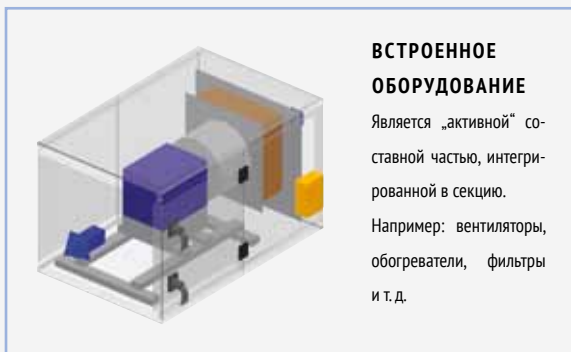 ВСТРОЕННОЕ
ОБОРУДОВАНИЕ
Является „активной“ со-
ставной частью, интегри-
рованной в секцию.
Например: вентиляторы,
обогреватели, фильтры
и т. д.